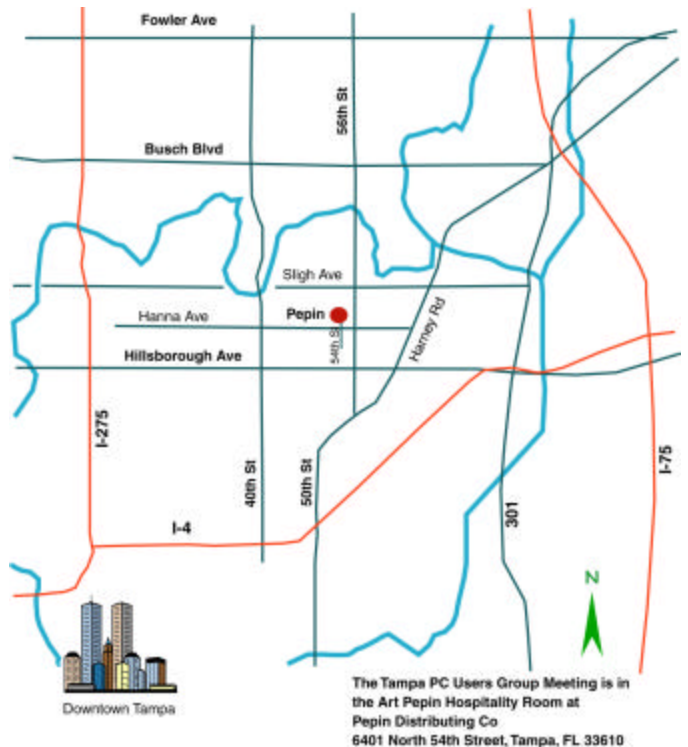 Fowler Ave
56th St
Busch Blvd
Sligh Ave
Hanna Ave
Pepin
54th St
Harney Rd
Hillsborough Ave
I-275
40th St
50th St
I-75
301
I-4
N
Downtown Tampa
The Tampa PC Users Group Meeting is in
the Art Pepin Hospitality Room at
Pepin Distributing Co
6401 North 54th Street, Tampa, FL 33610